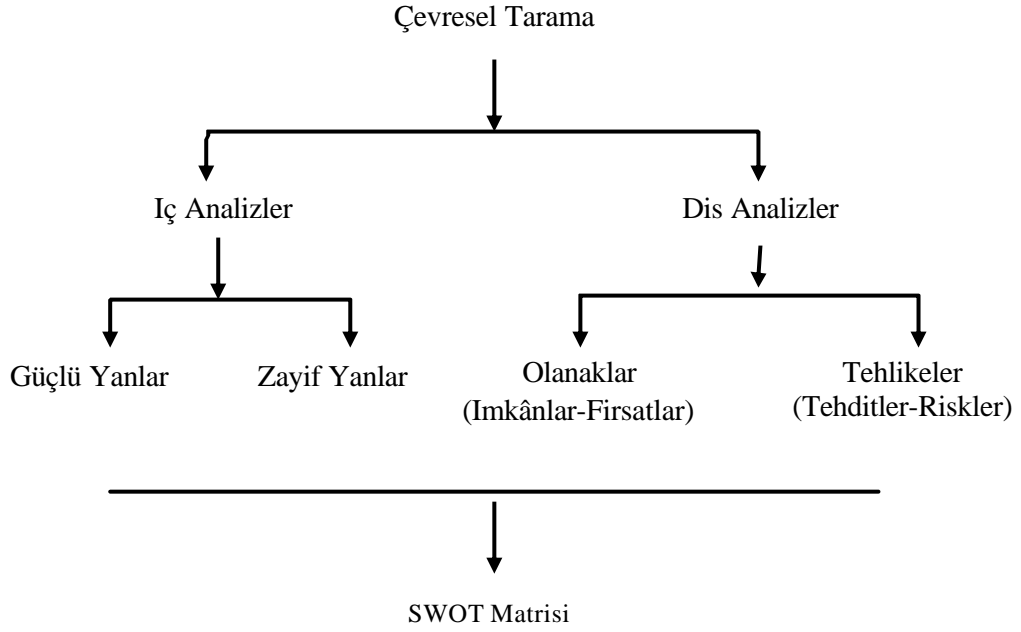 Çevresel Tarama
Iç Analizler
Dis Analizler
Güçlü Yanlar
Zayif Yanlar
Olanaklar
(Imkânlar-Firsatlar)
Tehlikeler
(Tehditler-Riskler)
SWOT Matrisi